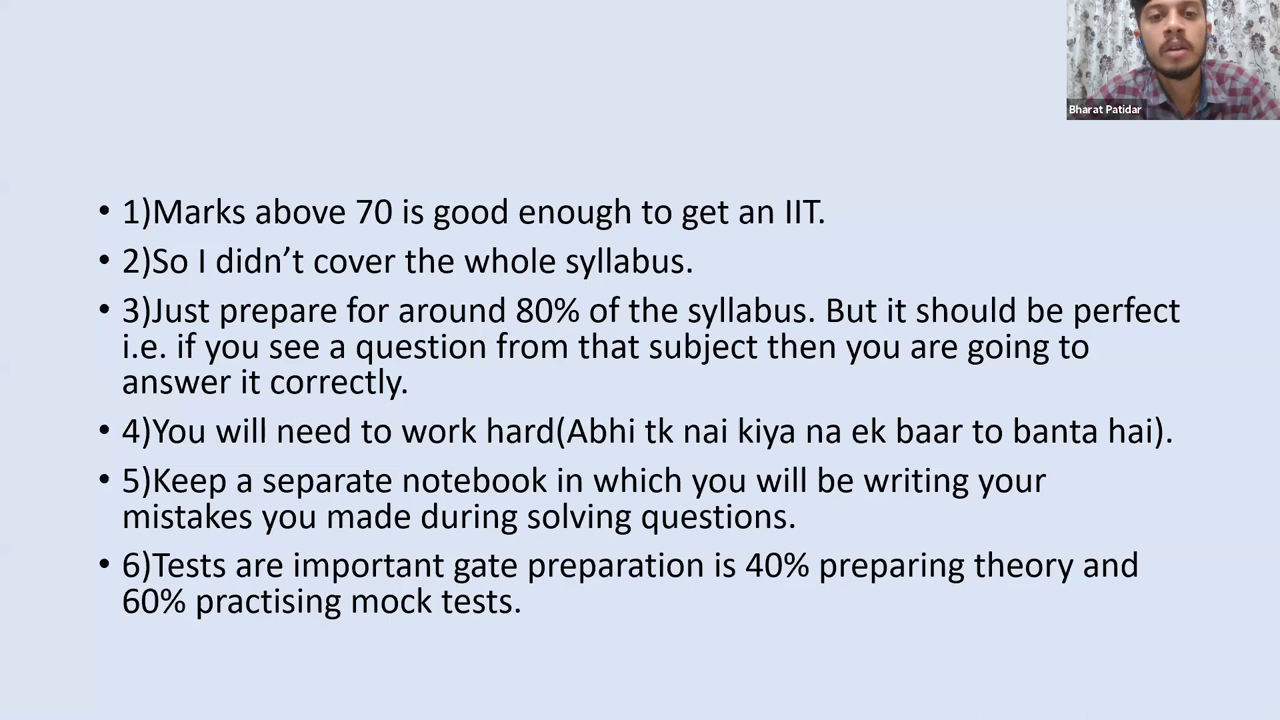 Bharat Patidar
• 1)Marks above 70 is good enough to get an IIT.
• 2)So I didn’t cover the whole syllabus.
• 3)Just prepare for around 80% of the syllabus. But it should be perfect
i.e. if you see a question from that subject then you are going to
answer it correctly.
• 4)You will need to work hard(Abhi tk nai kiya na ek baar to banta hai).
• 5)Keep a separate notebook in which you will be writing your
mistakes you made during solving questions.
• 6)Tests are important gate preparation is 40% preparing theory and
60% practising mock tests.